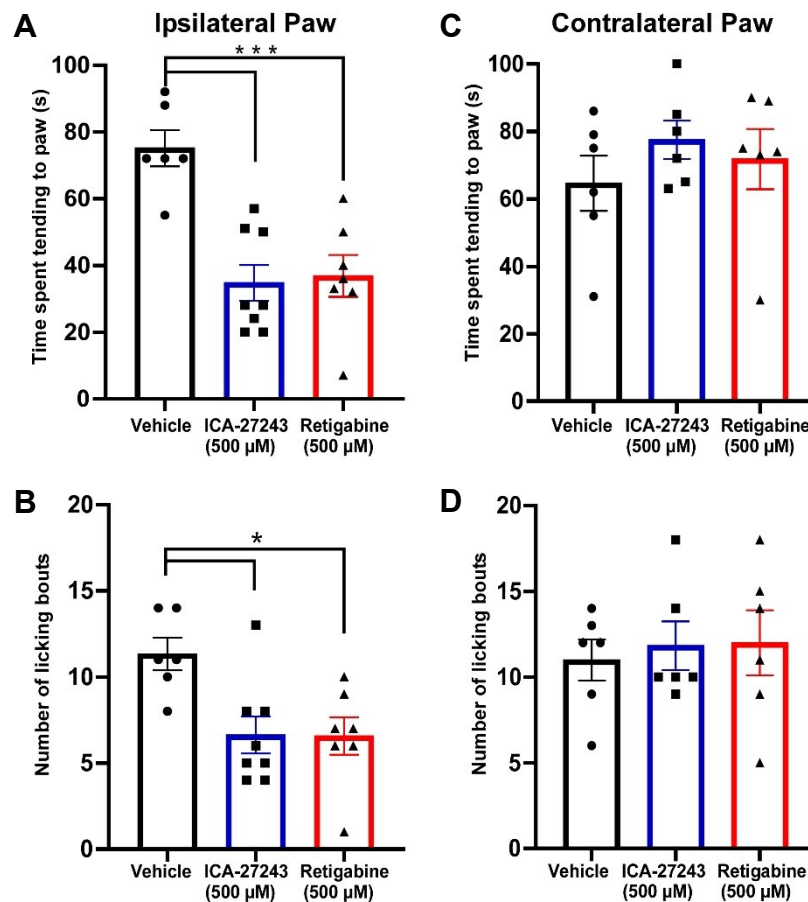 A
Ipsilateral Paw
Time spent tending to paw (s)
100
80
60
40
20
0
***
Vehicle
ICA-27243
(500 µM)
Retigabine
(500 µM)
B
Number of licking bouts
20
15
10
5
0
*
Vehicle
ICA-27243
(500 µM)
Retigabine
(500 µM)
C
Contralateral Paw
Time spent tending to paw (s)
100
80
60
40
20
0
Vehicle
ICA-27243
(500 µM)
Retigabine
(500 µM)
D
Number of licking bouts
20
15
10
5
0
Vehicle
ICA-27243
(500 µM)
Retigabine
(500 µM)